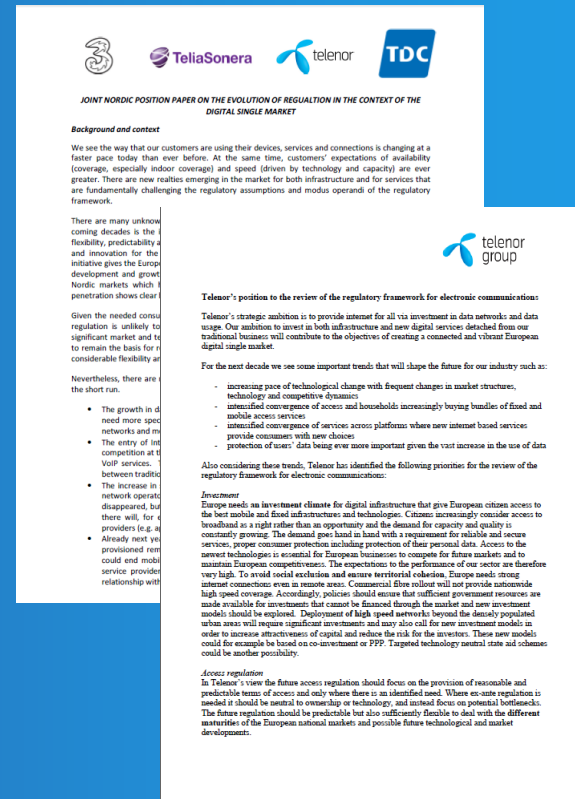 3
TeliaSonera
telenor
TDC
JOINT NORDIC POSITION PAPER ON THE EVOLUTION OF REGUALTION IN THE CONTEXT OF THE
DIGITAL SINGLE MARKET
Background and context
We see the way that our customers are using their devices, services and connections is changing at a
faster pace today than ever before. At the same time, customers' expectations of availability
(coverage, especially indoor coverage) and speed (driven by technology and capacity) are ever
greater. There are new realties emerging in the market for both infrastructure and for services that
are fundamentally challenging the regulatory assumptions and modus operandi of the regulatory
framework.
There are many unknow
coming decades is the i
flexibility, predictability a
and innovation for the
initiative gives the Europ
development and growt
Nordic markets which h
penetration shows clear l
Given the needed consu
regulation is unlikely to
significant market and te
to remain the basis for r
considerable flexibility ar
Nevertheless, there are
the short run.
• The growth in d
need more spec
networks and m
• The entry of Int
competition at t
VoIP services.
between traditio
• The increase in
network operato
disappeared, bu
there will, for e
providers (e.g. a
• Already next yea
provisioned rem
could end mobi
service provider
relationship with
telenor
group
Telenor's position to the review of the regulatory framework for electronic communications
Telenor's strategic ambition is to provide internet for all via investment in data networks and data
usage. Our ambition to invest in both infrastructure and new digital services detached from our
traditional business will contribute to the objectives of creating a connected and vibrant European
digital single market.
For the next decade we see some important trends that will shape the future for our industry such as:
- increasing pace of technological change with frequent changes in market structures,
technology and competitive dynamics
- intensified convergence of access and households increasingly buying bundles of fixed and
mobile access services
- intensified convergence of services across platforms where new internet based services
provide consumers with new choices
- protection of users' data being ever more important given the vast increase in the use of data
Also considering these trends, Telenor has identified the following priorities for the review of the
regulatory framework for electronic communications:
Investment
Europe needs an investment climate for digital infrastructure that give European citizen access to
the best mobile and fixed infrastructures and technologies. Citizens increasingly consider access to
broadband as a right rather than an opportunity and the demand for capacity and quality is
constantly growing. The demand goes hand in hand with a requirement for reliable and secure
services, proper consumer protection including protection of their personal data. Access to the
newest technologies is essential for European businesses to compete for future markets and to
maintain European competitiveness. The expectations to the performance of our sector are therefore
very high. To avoid social exclusion and ensure territorial cohesion, Europe needs strong
internet connections even in remote areas. Commercial fibre rollout will not provide nationwide
high speed coverage. Accordingly, policies should ensure that sufficient government resources are
made available for investments that cannot be financed through the market and new investment
models should be explored. Deployment of high speed networks beyond the densely populated
urban areas will require significant investments and may also call for new investment models in
order to increase attractiveness of capital and reduce the risk for the investors. These new models
could for example be based on co-investment or PPP. Targeted technology neutral state aid schemes
could be another possibility.
Access regulation
In Telenor's view the future access regulation should focus on the provision of reasonable and
predictable terms of access and only where there is an identified need. Where ex-ante regulation is
needed it should be neutral to ownership or technology, and instead focus on potential bottlenecks.
The future regulation should be predictable but also sufficiently flexible to deal with the different
maturities of the European national markets and possible future technological and market
developments.